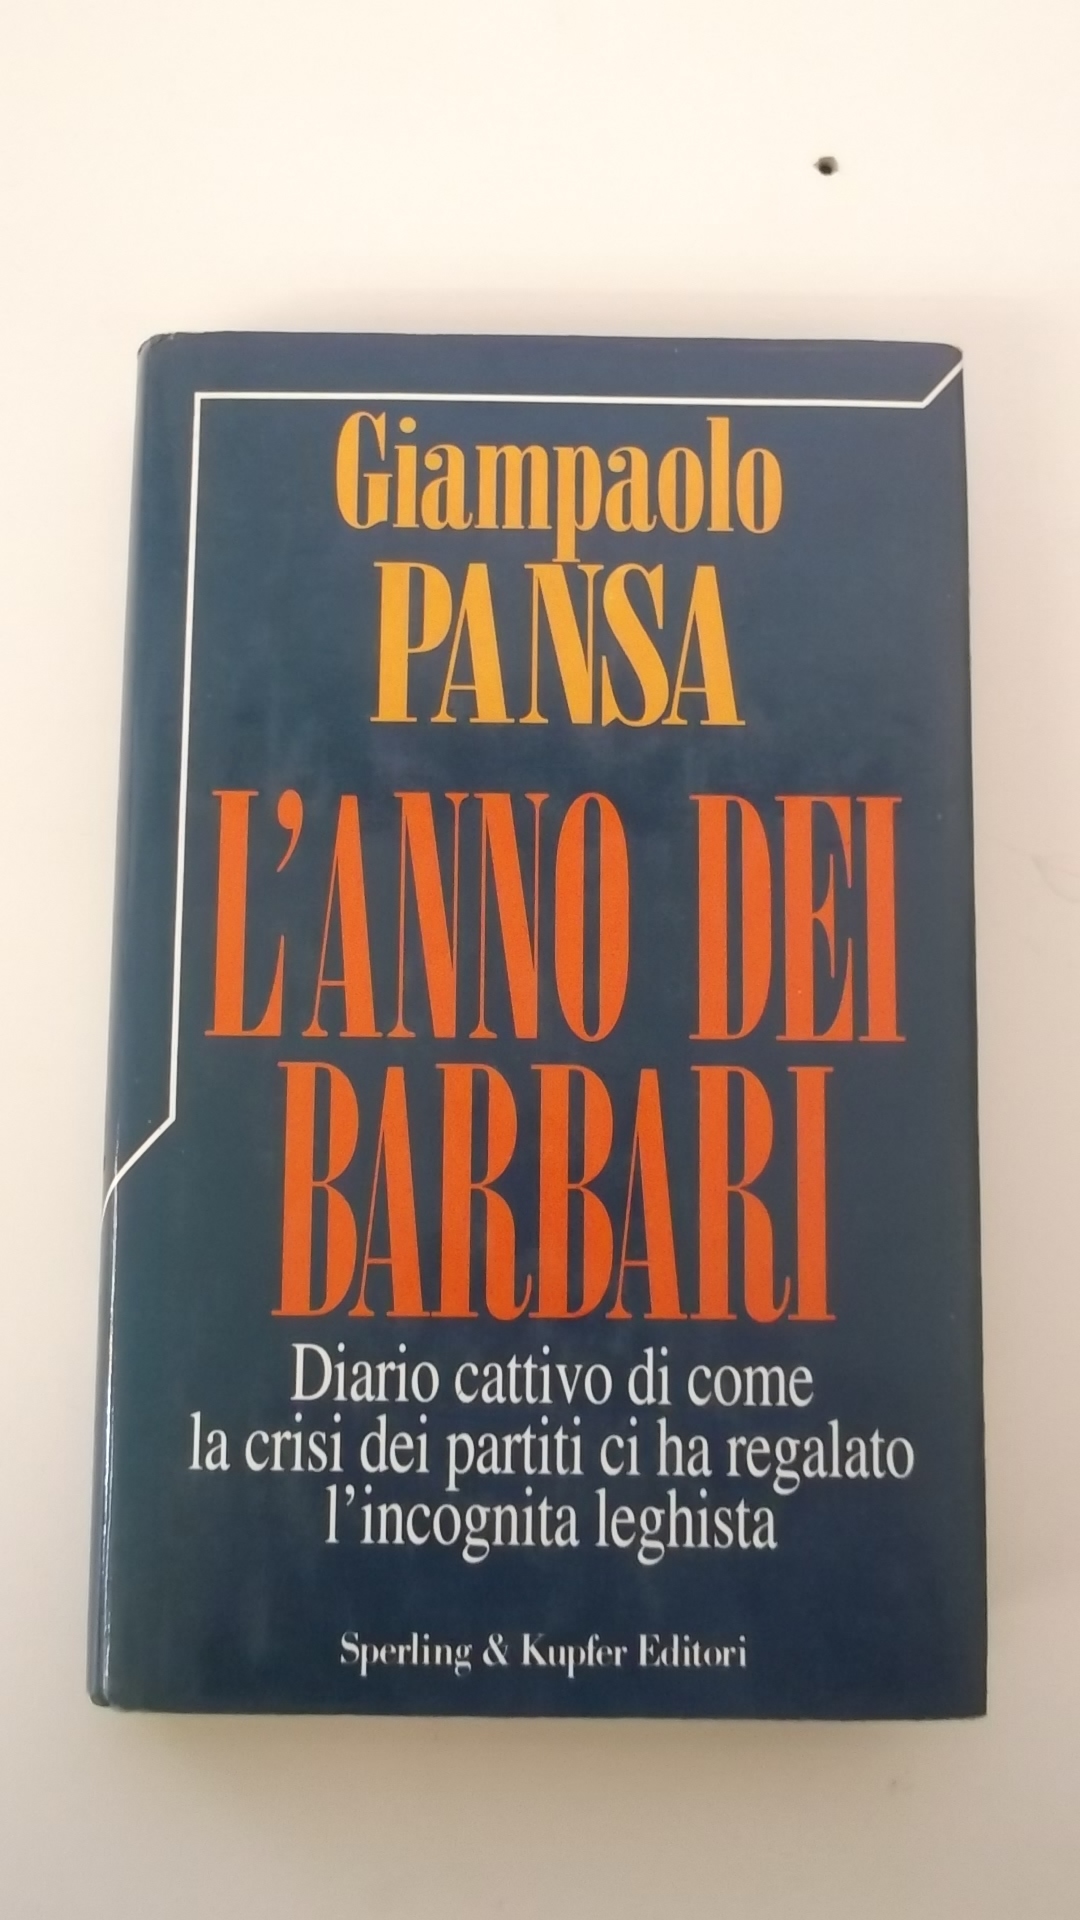 Giampaolo
PANSA
L'ANNO DEI
BARBARI
Diario cattivo di come
la crisi dei partiti ci ha regalato
l'incognita leghista
Sperling & Kupfer Editori